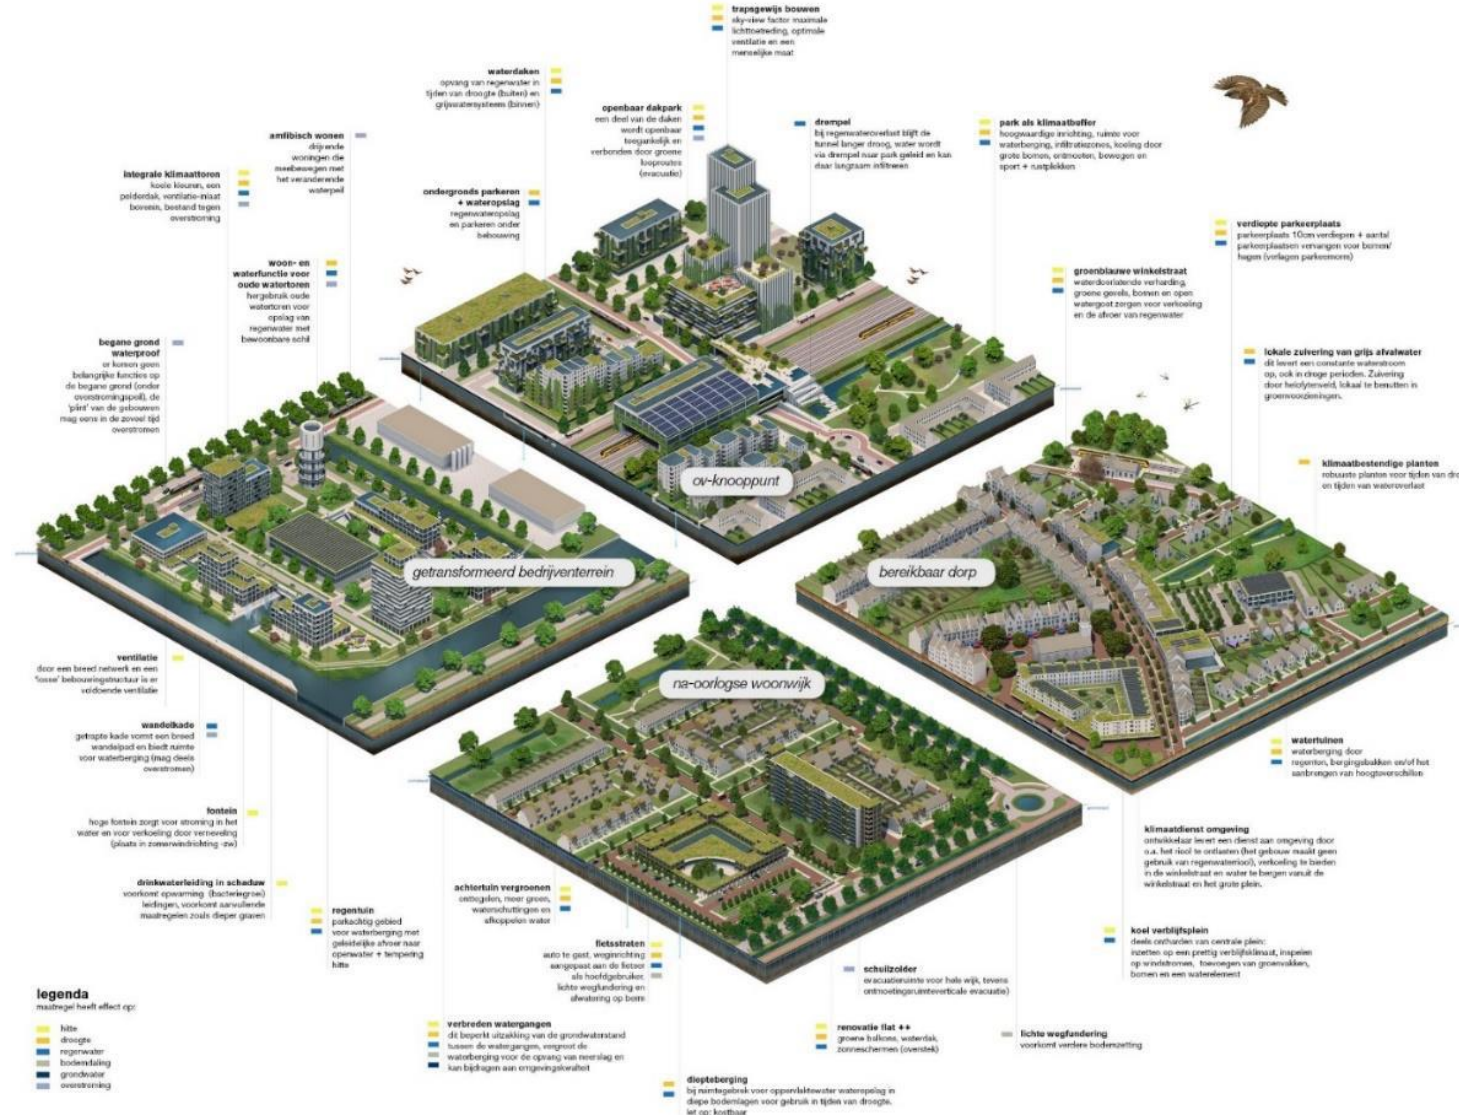 trapsgewijs bouwen
sky-view factor maximale
lichttoetreding, optimale
ventilatie en een
menselijke maat
waterdaken
opvang van regenwater in
tijden van droogte (buiten) en
grijswatersysteem (binnen)
openbaar dakpark
een deel van de daken
wordt openbaar
toegankelijk en
verbonden door groene
looproutes
(evacuatie)
drempel
bij regenwateroverlast blijft de
tunnel langer droog, water wordt
via drempel naar park geleid en kan
daar langzaam infiltreren
park als klimaatbuffer
hoogwaardige inrichting, ruimte voor
waterberging, infiltratiezones, koeling door
grote bomen, ontmoeten, bewegen en
sport + rustplekken
amfibisch wonen
drijvende
woningen die
meebewegen met
het veranderende
waterpeil
integrale klimaattoren
koele kleuren, een
polderdak, ventilatie-inlaat
bovenin, bestand tegen
overstroming
ondergronds parkeren
+ wateropslag
regenwateropslag
en parkeren onder
bebouwing
verdiepte parkeerplaats
parkeerplaats 10cm verdiepen + aantal
parkeerplaatsen vervangen voor bomen/
hagen (verlagen parkeernorm)
woon- en
waterfunctie voor
oude watertoren
hergebruik oude
watertoren voor
opslag van
regenwater met
bewoonbare schil
groenblauwe winkelstraat
waterdoorlatende verharding,
groene gevels, bomen en open
watergoot zorgen voor verkoeling
en de afvoer van regenwater
begane grond
waterproof
er komen geen
belangrijke functies op
de begane grond (onder
overstromingspeil), de
'plint' van de gebouwen
mag eens in de zoveel tijd
overstromen
lokale zuivering van grijs afvalwater
dit levert een constante waterstroom
op, ook in droge perioden. Zuivering
door helofytenveld, lokaal te benutten in
groenvoorzieningen.
klimaatbestendige planten
robuuste planten voor tijden van dro
en tijden van wateroverlast
ov-knooppunt
getransformeerd bedrijventerrein
bereikbaar dorp
na-oorlogse woonwijk
ventilatie
door een breed netwerk en een
'losse' bebouwingstructuur is er
voldoende ventilatie
wandelkade
getrapte kade vormt een breed
wandelpad en biedt ruimte
voor waterberging (mag deels
overstromen)
fontein
hoge fontein zorgt voor stroming in het
water en voor verkoeling door verneveling
(plaats in zomerwindrichting -zw)
drinkwaterleiding in schaduw
voorkomt opwarming (bacteriegroei)
leidingen, voorkomt aanvullende
maatregelen zoals dieper graven
regentuin
parkachtig gebied
voor waterberging met
geleidelijke afvoer naar
openwater + tempering
hitte
achtertuin vergroenen
ontregelen, meer groen,
waterschuttingen en
afkoppelen water
fietsstraten
auto te gast, weginrichting
aangepast aan de fietser
als hoofdgebruiker,
lichte wegfundering en
afwatering op berm
verbreden watergangen
dit beperkt uitzakking van de grondwaterstand
tussen de watergangen, vergroot de
waterberging voor de opvang van neerslag en
kan bijdragen aan omgevingskwaliteit
diepteberging
bij ruimtegebrek voor oppervlaktewater wateropslag in
diepe bodemlagen voor gebruik in tijden van droogte.
let op: kostbaar
schuilzolder
evacuatieruimte voor hele wijk, tevens
ontmoetingsruimteverticale evacuatie)
renovatie flat ++
groene balkons, waterdak,
zonneschermen (overstek)
lichte wegfundering
voorkomt verdere bodemzetting
watertuinen
waterberging door
regenton, bergingsbakken en/of het
aanbrengen van hoogteverschillen
klimaatdienst omgeving
ontwikkelaar levert een dienst aan omgeving door
o.a. het riool te ontlasten (het gebouw maakt geen
gebruik van regenwaterriool), verkoeling te bieden
in de winkelstraat en water te bergen vanuit de
winkelstraat en het grote plein.
koel verblijfsplein
deels ontharden van centrale plein:
inzetten op een prettig verblijfsklimaat, inspelen
op windstromen, toevoegen van groenvakken,
bomen en een waterelement
legenda
maatregel heeft effect op:
hitte
droogte
regenwater
bodemdaling
grondwater
overstroming